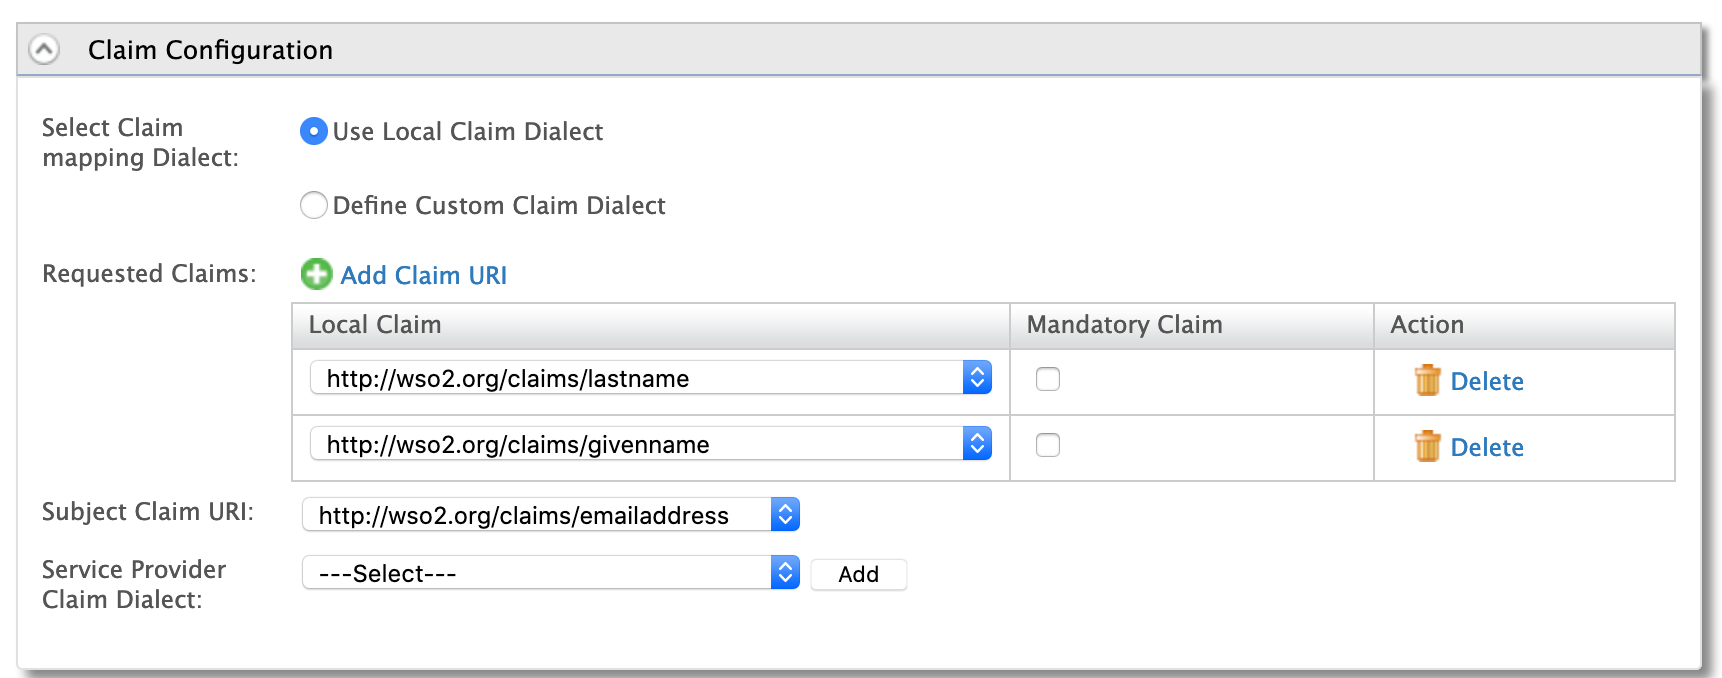 Claim Configuration
Select Claim
mapping Dialect:
Use Local Claim Dialect
Define Custom Claim Dialect
Requested Claims:
Add Claim URI
Local Claim
Mandatory Claim
Action
http://wso2.org/claims/lastname
Delete
http://wso2.org/claims/givenname
Delete
Subject Claim URI:
http://wso2.org/claims/emailaddress
Service Provider
Claim Dialect:
---Select---
Add